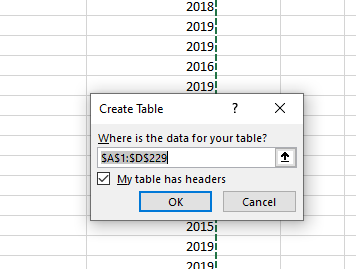 2018
2019
2019
2016
2019
Create Table ?
Where is the data for your table?
$A$1:$D$229
My table has headers
OK Cancel
2015
2019
2019